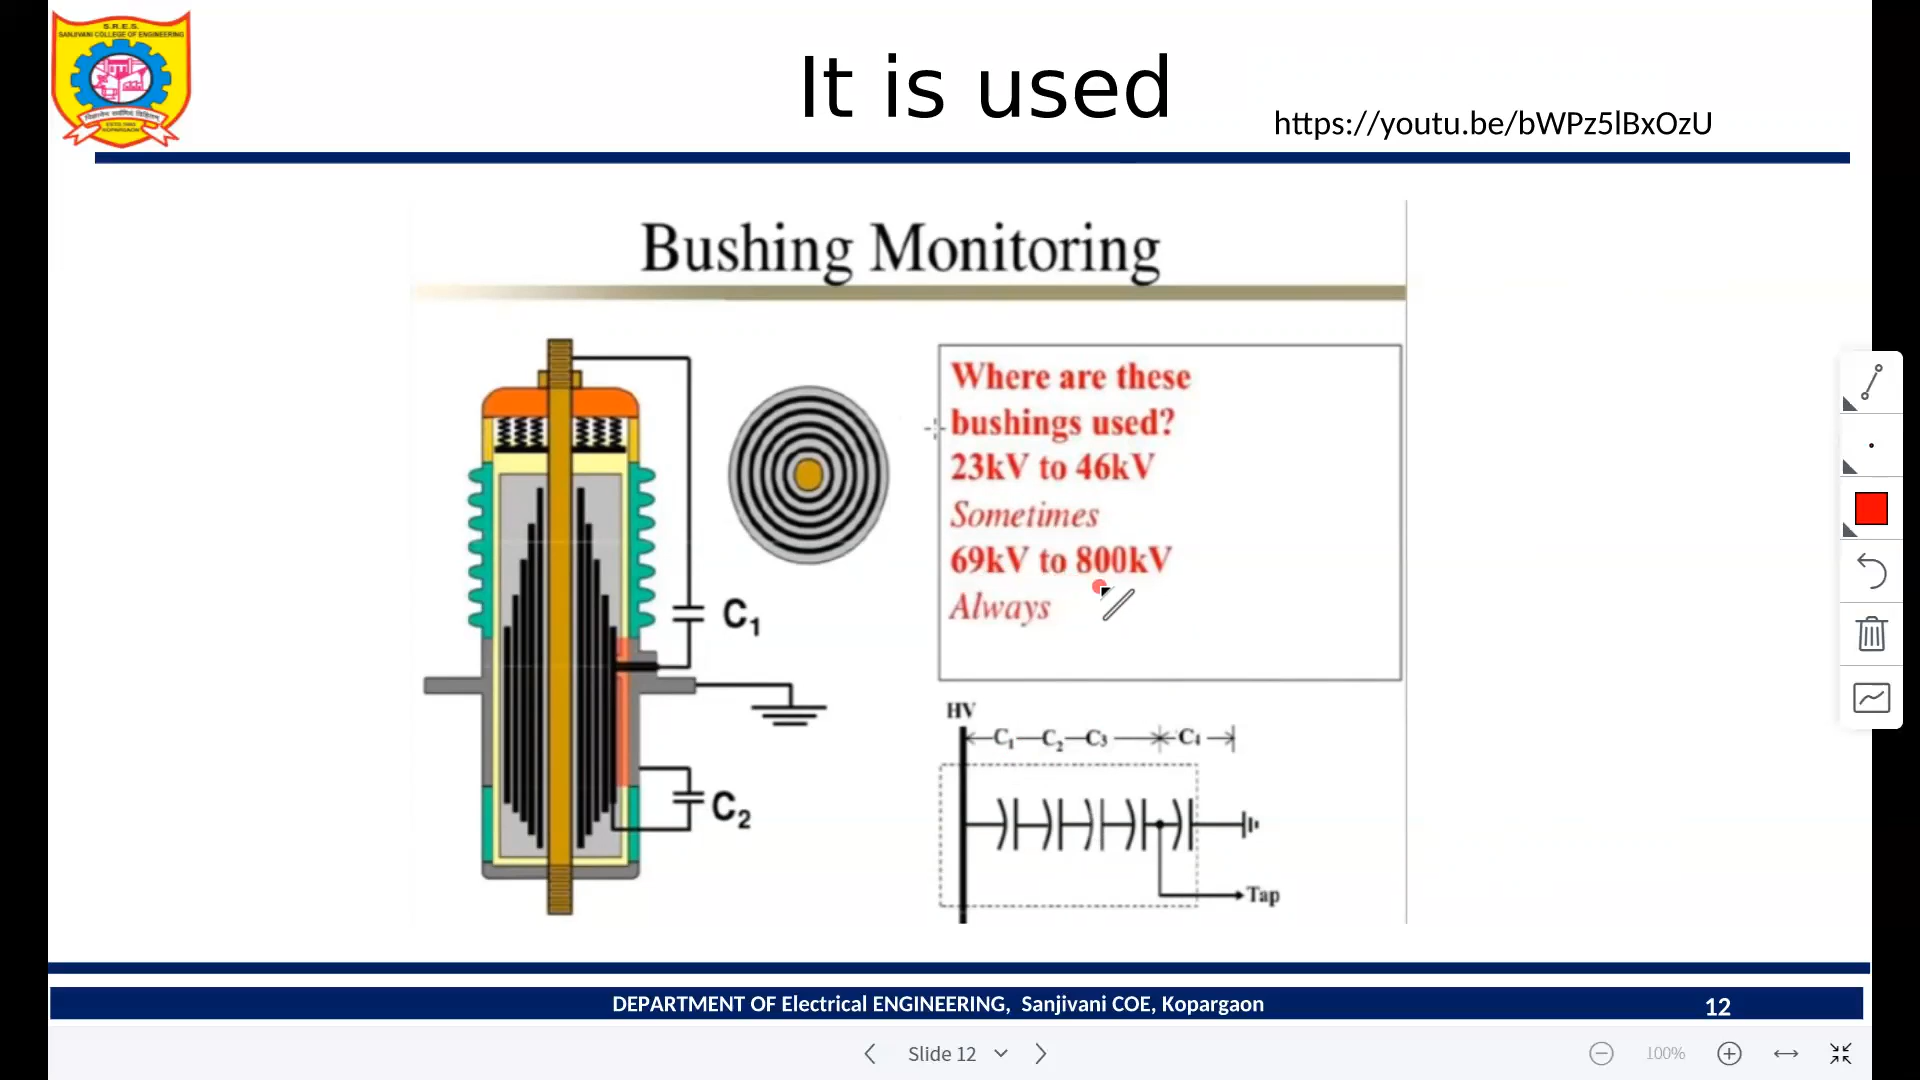 S.R.E.S.
SANJIVANI COLLEGE OF ENGINEERING
KOPARGAON
It is used
https://youtu.be/bWPz5lBxOzU
Bushing Monitoring
Where are these
bushings used?
23kV to 46kV
Sometimes
69kV to 800kV
Always
C1
C2
HV
C1 C2 C3 C4
Tap
DEPARTMENT OF Electrical ENGINEERING, Sanjivani COE, Kopargaon
12
Slide 12
100%